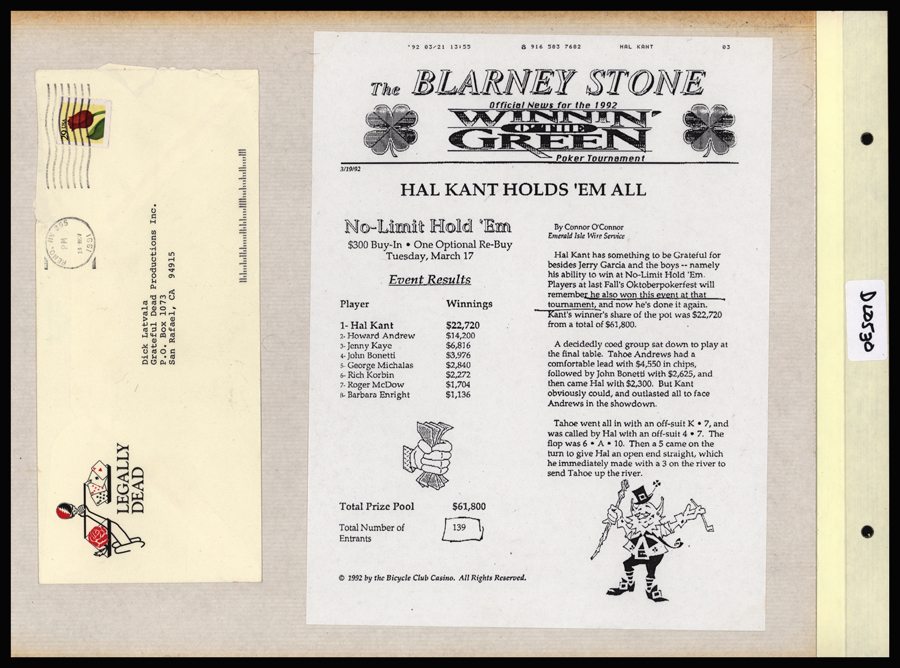 '92 03/21 13:55 ☎ 916 583 7682 HAL KANT 03
The BLARNEY STONE
Official News for the 1992
WINNIN'
O' THE
GREEN
Poker Tournament
3/19/92
HAL KANT HOLDS 'EM ALL
No-Limit Hold 'Em
$300 Buy-In • One Optional Re-Buy
Tuesday, March 17
Event Results
Player Winnings
1- Hal Kant $22,720
2- Howard Andrew $14,200
3- Jenny Kaye $6,816
4- John Bonetti $3,976
5- George Michalas $2,840
6- Rich Korbin $2,272
7- Roger McDow $1,704
8- Barbara Enright $1,136
Total Prize Pool $61,800
Total Number of
Entrants 139
© 1992 by the Bicycle Club Casino. All Rights Reserved.
By Connor O'Connor
Emerald Isle Wire Service
Hal Kant has something to be Grateful for
besides Jerry Garcia and the boys -- namely
his ability to win at No-Limit Hold 'Em.
Players at last Fall's Oktoberpokerfest will
remember he also won this event at that
tournament, and now he's done it again.
Kant's winner's share of the pot was $22,720
from a total of $61,800.
A decidedly coed group sat down to play at
the final table. Tahoe Andrews had a
comfortable lead with $4,550 in chips,
followed by John Bonetti with $2,625, and
then came Hal with $2,300. But Kant
obviously could, and outlasted all to face
Andrews in the showdown.
Tahoe went all in with an off-suit K • 7, and
was called by Hal with an off-suit 4 • 7. The
flop was 6 • A • 10. Then a 5 came on the
turn to give Hal an open end straight, which
he immediately made with a 3 on the river to
send Tahoe up the river.
29 USA
RENO, NV 895
PM
Dick Latvala
Grateful Dead Productions Inc.
P.O. Box 1073
San Rafael, CA 94915
LEGALLY
DEAD
D12530